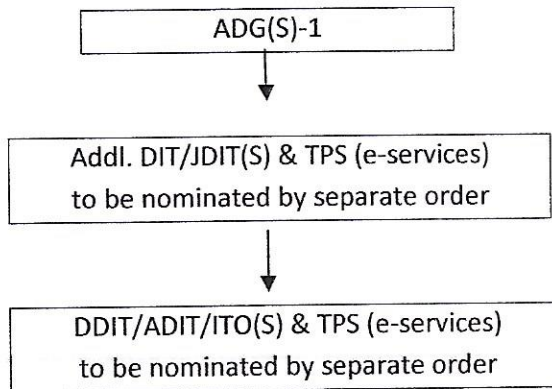 ADG(S)-1
Addl. DIT/JDIT(S) & TPS (e-services)
to be nominated by separate order
DDIT/ADIT/ITO(S) & TPS (e-services)
to be nominated by separate order